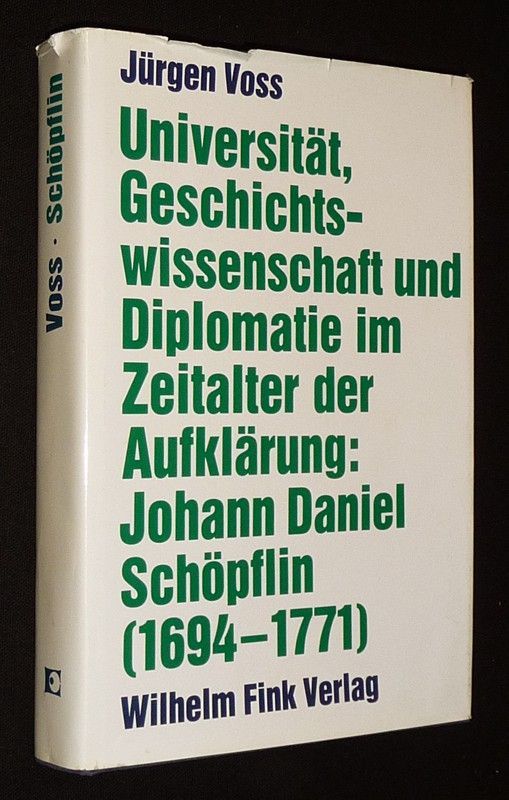 Jürgen Voss
Universität,
Geschichts-
wissenschaft und
Diplomatie im
Zeitalter der
Aufklärung:
Johann Daniel
Schöpflin
(1694–1771)
Wilhelm Fink Verlag
Voss · Schöpflin